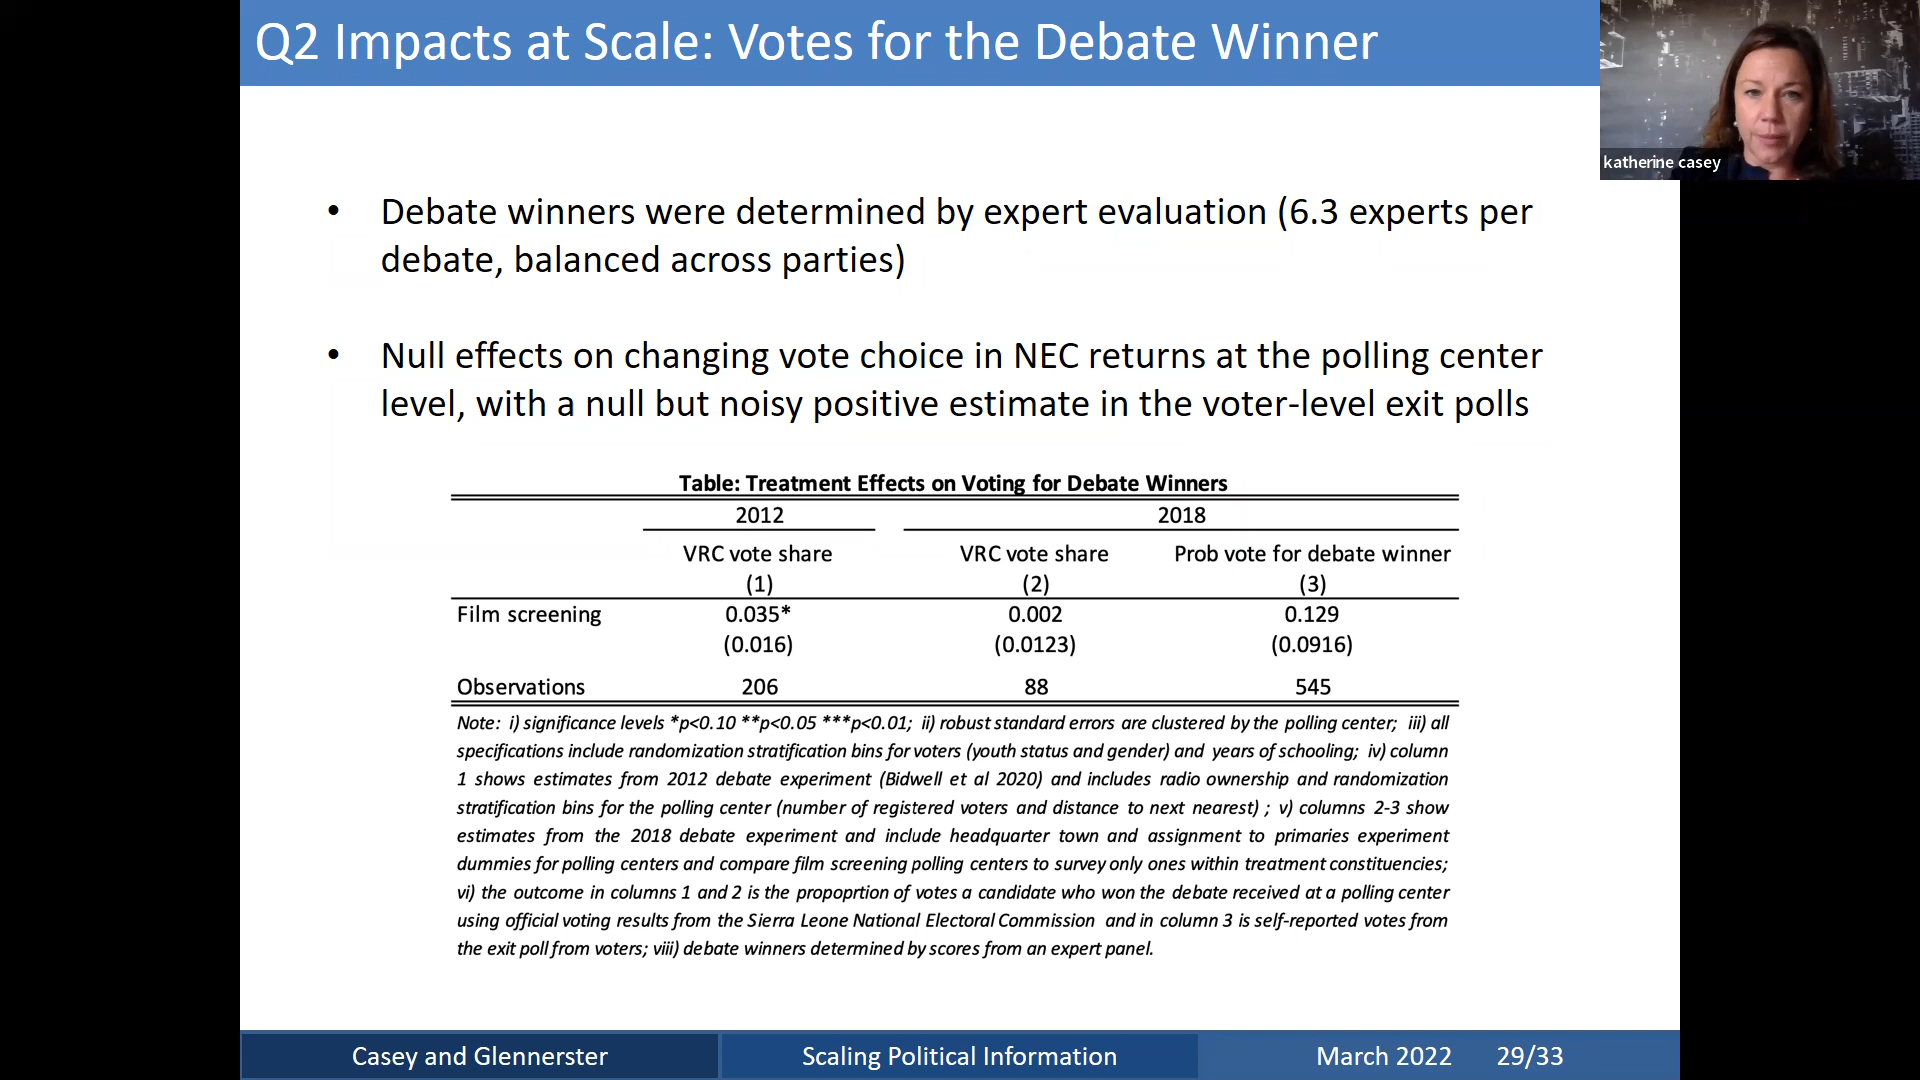 Q2 Impacts at Scale: Votes for the Debate Winner
katherine casey
• Debate winners were determined by expert evaluation (6.3 experts per
debate, balanced across parties)
• Null effects on changing vote choice in NEC returns at the polling center
level, with a null but noisy positive estimate in the voter-level exit polls
Table: Treatment Effects on Voting for Debate Winners
2012 2018
VRC vote share VRC vote share Prob vote for debate winner
(1) (2) (3)
Film screening 0.035* 0.002 0.129
(0.016) (0.0123) (0.0916)
Observations 206 88 545
Note: i) significance levels *p<0.10 **p<0.05 ***p<0.01; ii) robust standard errors are clustered by the polling center; iii) all
specifications include randomization stratification bins for voters (youth status and gender) and years of schooling; iv) column
1 shows estimates from 2012 debate experiment (Bidwell et al 2020) and includes radio ownership and randomization
stratification bins for the polling center (number of registered voters and distance to next nearest) ; v) columns 2-3 show
estimates from the 2018 debate experiment and include headquarter town and assignment to primaries experiment
dummies for polling centers and compare film screening polling centers to survey only ones within treatment constituencies;
vi) the outcome in columns 1 and 2 is the propoprtion of votes a candidate who won the debate received at a polling center
using official voting results from the Sierra Leone National Electoral Commission and in column 3 is self-reported votes from
the exit poll from voters; viii) debate winners determined by scores from an expert panel.
Casey and Glennerster Scaling Political Information March 2022 29/33